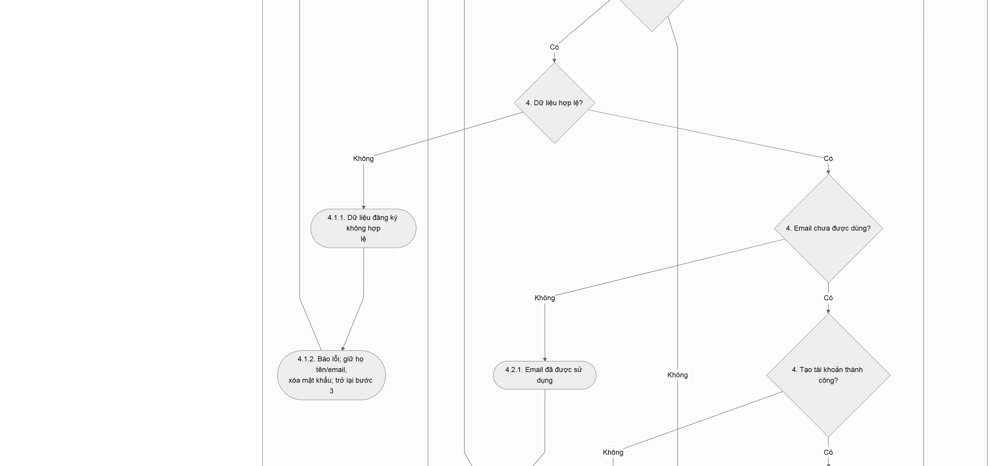 Có
4. Dữ liệu hợp lệ?
Không
Có
4.1.1. Dữ liệu đăng ký
không hợp
lệ
4. Email chưa được dùng?
Không
Có
4.1.2. Báo lỗi; giữ họ
tên/email,
xóa mật khẩu; trở lại bước
3
4.2.1. Email đã được sử
dụng
Không
4. Tạo tài khoản thành
công?
Không
Có